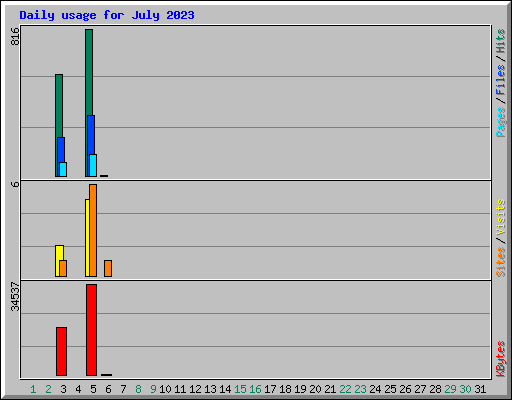 Daily usage for July 2023
816
6
34537
Pages / Files / Hits
Sites / Visits
KBytes
1 2 3 4 5 6 7 8 9 10 11 12 13 14 15 16 17 18 19 20 21 22 23 24 25 26 27 28 29 30 31